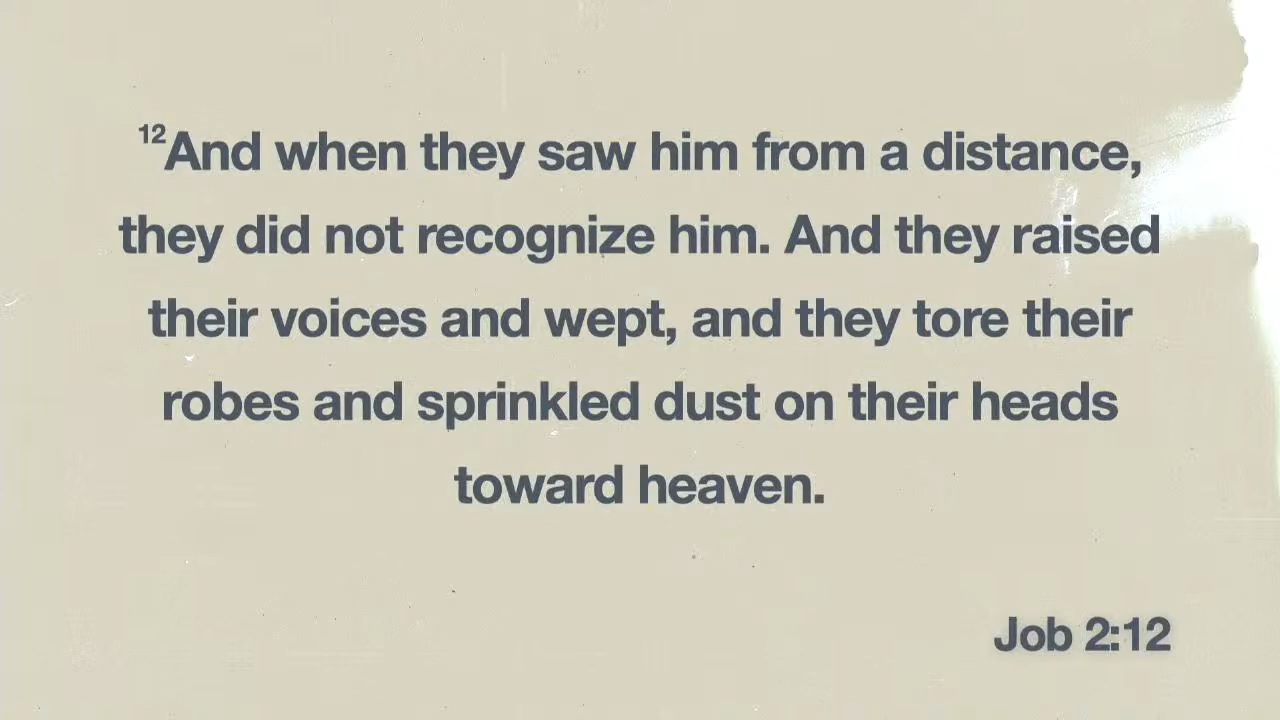 12And when they saw him from a distance,
they did not recognize him. And they raised
their voices and wept, and they tore their
robes and sprinkled dust on their heads
toward heaven.
Job 2:12